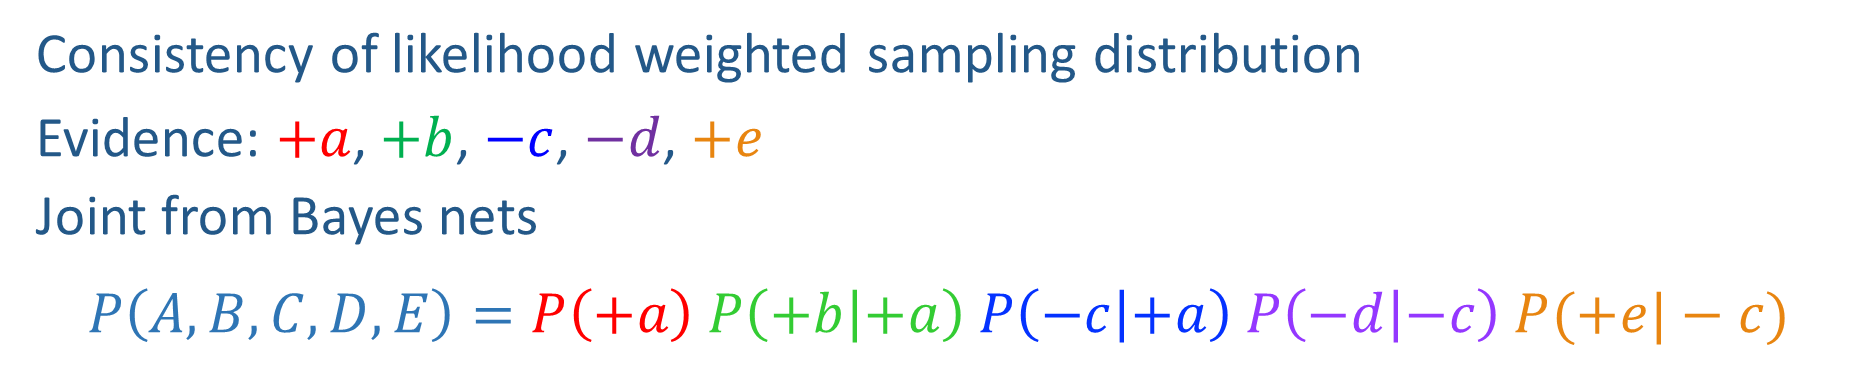 Consistency of likelihood weighted sampling distribution
Evidence: +a, +b, −c, −d, +e
Joint from Bayes nets
P(A, B, C, D, E) = P(+a) P(+b|+a) P(−c|+a) P(−d|−c) P(+e| − c)